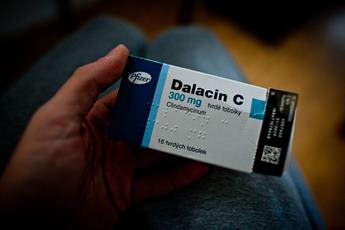 Pfizer
Dalacin C
300 mg tvrdé tobolky
Clindamycinum
16 tvrdých tobolek